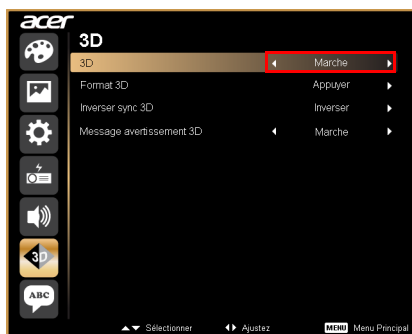 acer
3D
3D Marche
Format 3D Appuyer
Inverser sync 3D Inverser
Message avertissement 3D Marche
3D
ABC
Sélectionner Ajustez MENU Menu Principal